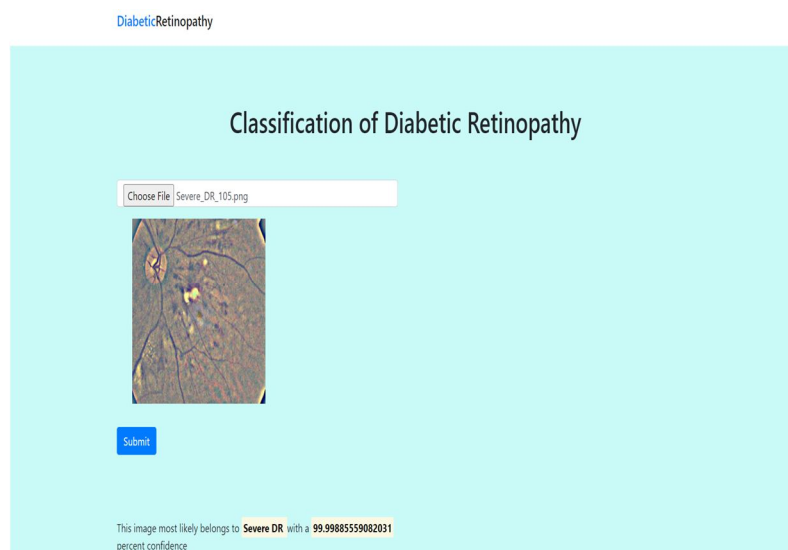 DiabeticRetinopathy
Classification of Diabetic Retinopathy
Choose File Severe_DR_105.png
Submit
This image most likely belongs to Severe DR with a 99.99885559082031
percent confidence